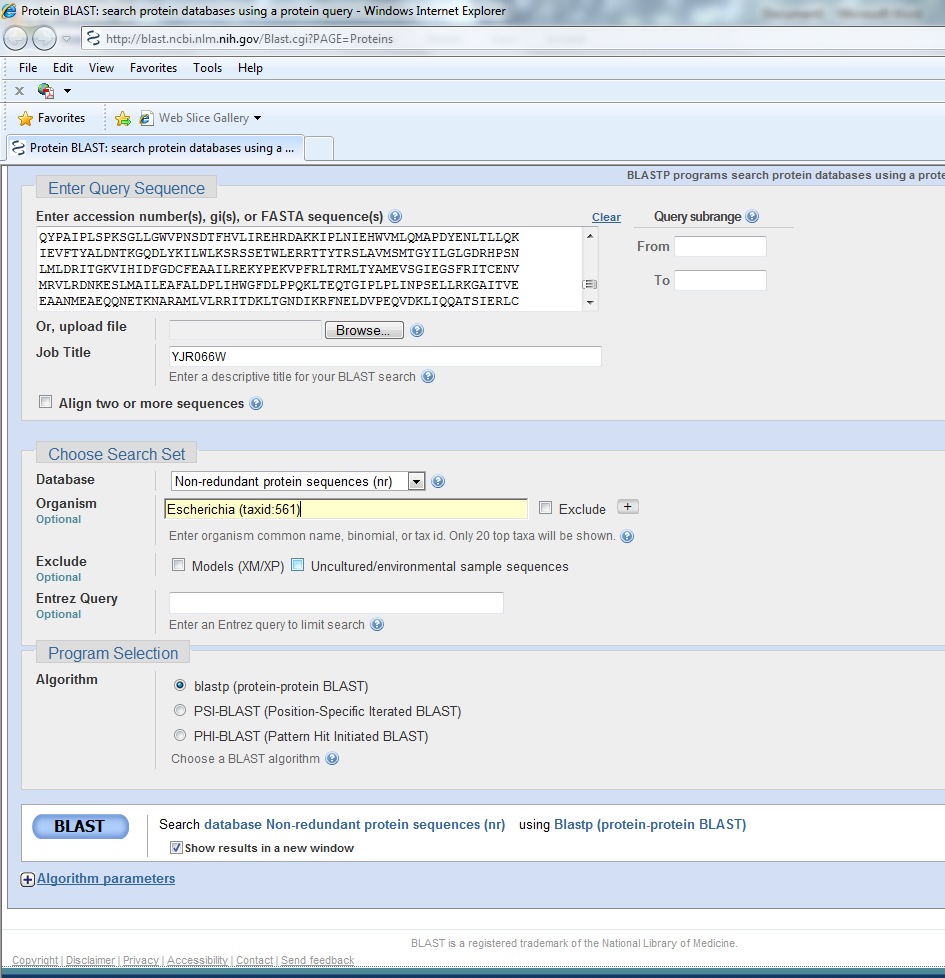 Protein BLAST: search protein databases using a protein query - Windows Internet Explorer
http://blast.ncbi.nlm.nih.gov/Blast.cgi?PAGE=Proteins
File Edit View Favorites Tools Help
x
Favorites Web Slice Gallery
Protein BLAST: search protein databases using a ...
BLASTP programs search protein databases using a prote
Enter Query Sequence
Enter accession number(s), gi(s), or FASTA sequence(s) Clear Query subrange
QYPAIPLSPKSGLLGWVPNSDTFHVLIREHRDAKKIPLNIEHWVMLQMAPDYENLTLLQK
IEVFTYALDNTKGQDLYKILWLKSRSSETWLERRTTYTRSLAVMSMTGYILGLGDRHPSN
LMLDRITGKVIHIDFGDCFEAAILREKYPEKVPFRLTRMLTYAMEVSGIEGSFRITCENV
MRVLRDNKESLMAILEAFALDPLIHWGFDLPPQKLTEQTGIPLPLINPSELLRKGAITVE
EAANMEAEQQNETKNARAMLVLRRITDKLTGNDIKRFNELDVPEQVDKLIQQATSIERLC
From
To
Or, upload file Browse...
Job Title YJR066W
Enter a descriptive title for your BLAST search
Align two or more sequences
Choose Search Set
Database Non-redundant protein sequences (nr)
Organism
Optional
Escherichia (taxid:561) Exclude +
Enter organism common name, binomial, or tax id. Only 20 top taxa will be shown.
Exclude
Optional
Models (XM/XP) Uncultured/environmental sample sequences
Entrez Query
Optional
Enter an Entrez query to limit search
Program Selection
Algorithm
blastp (protein-protein BLAST)
PSI-BLAST (Position-Specific Iterated BLAST)
PHI-BLAST (Pattern Hit Initiated BLAST)
Choose a BLAST algorithm
BLAST Search database Non-redundant protein sequences (nr) using Blastp (protein-protein BLAST)
Show results in a new window
Algorithm parameters
BLAST is a registered trademark of the National Library of Medicine.
Copyright | Disclaimer | Privacy | Accessibility | Contact | Send feedback